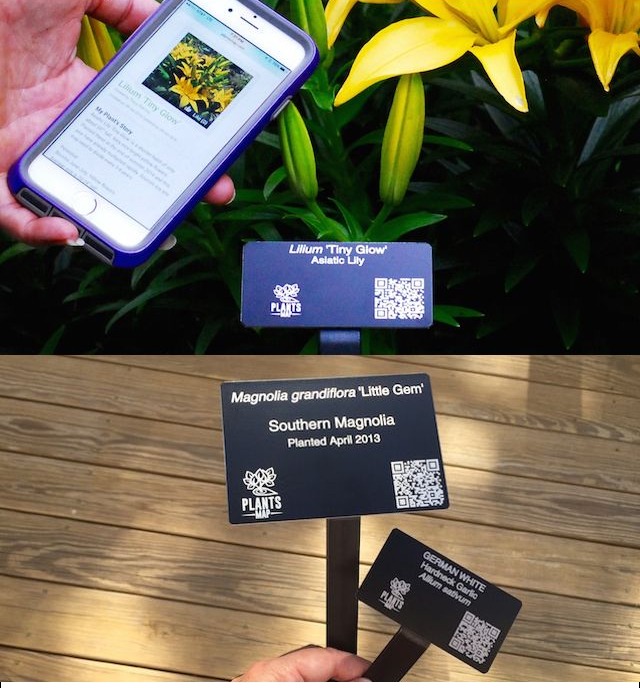 Lilium 'Tiny Glow'
My Plant's Story
Lilium 'Tiny Glow'
Asiatic Lily
PLANTS
MAP
Magnolia grandiflora 'Little Gem'
Southern Magnolia
Planted April 2013
PLANTS
MAP
GERMAN WHITE
Hardneck Garlic
Allium sativum
PLANTS
MAP